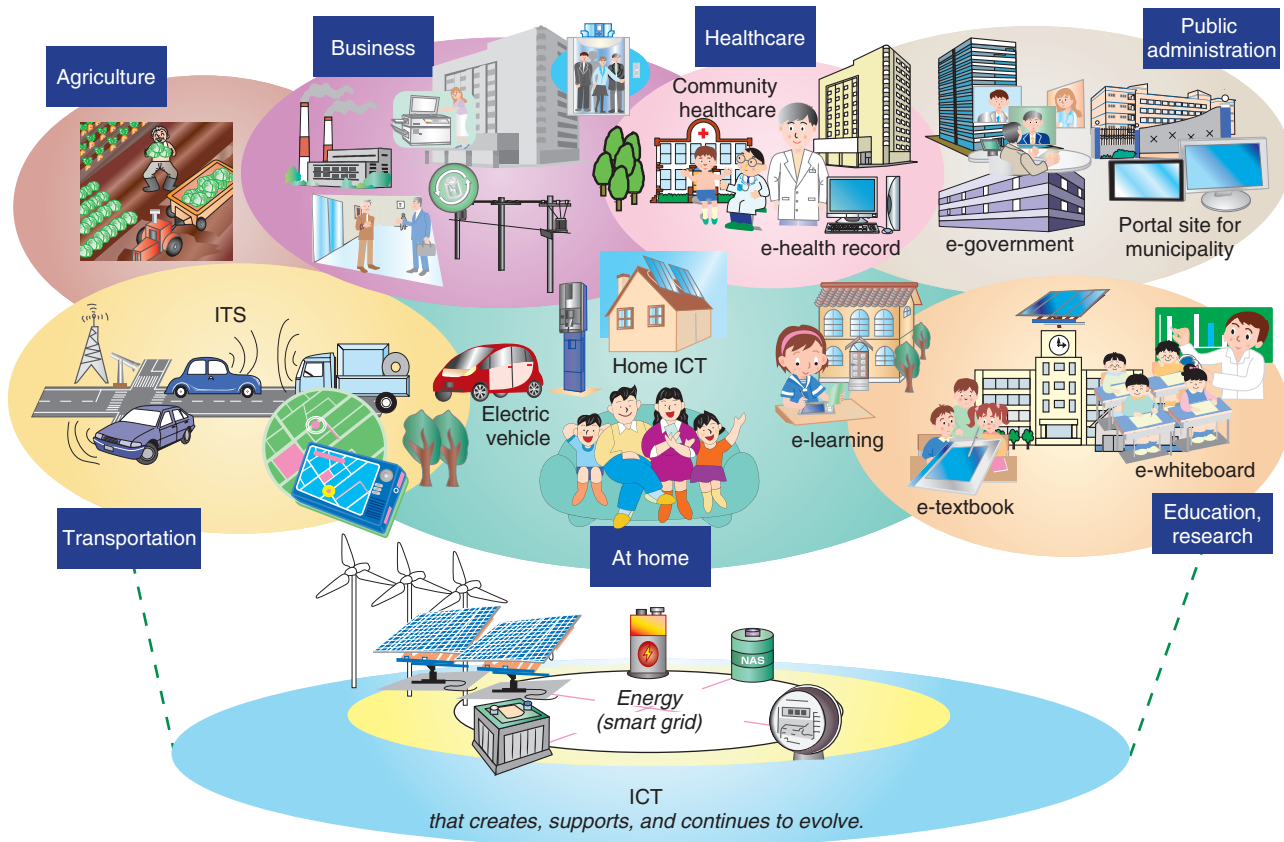 Agriculture
Business
Healthcare
Public
administration
Community
healthcare
e-health record
e-government
Portal site for
municipality
ITS
Electric
vehicle
Home ICT
e-learning
e-textbook
e-whiteboard
Transportation
At home
Education,
research
NAS
Energy
(smart grid)
ICT
that creates, supports, and continues to evolve.